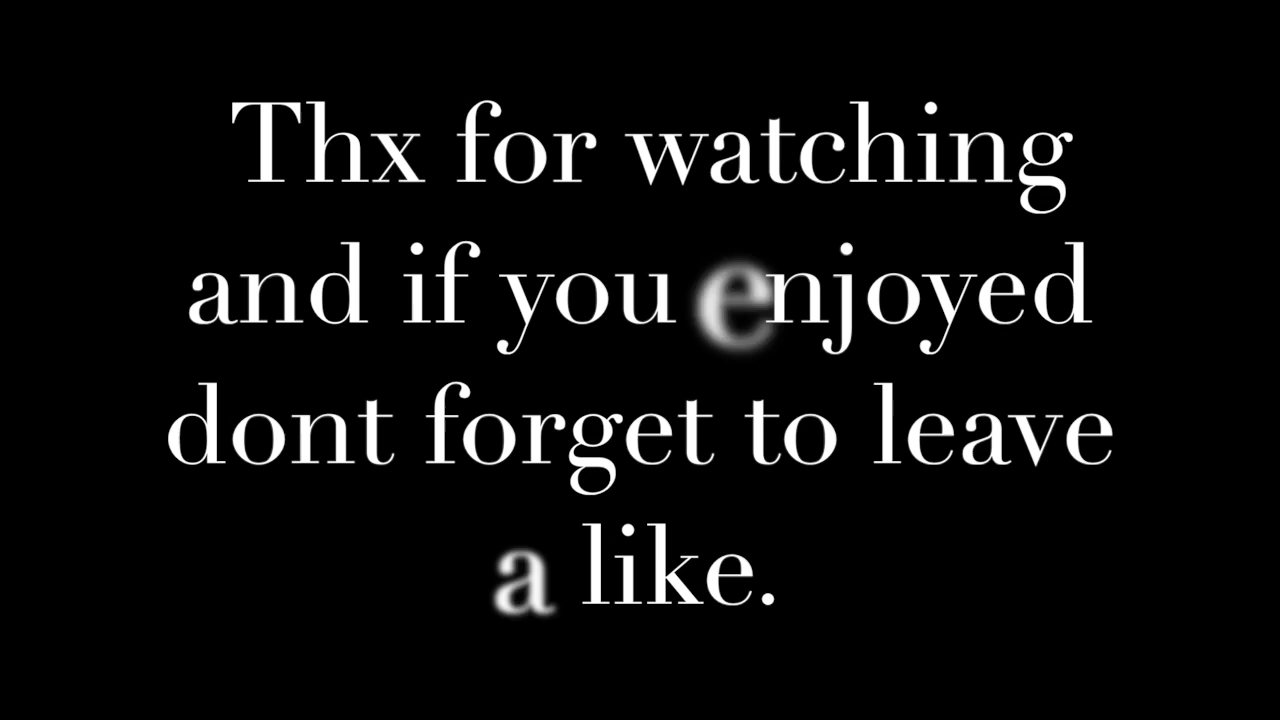 Thx for watching
and if you enjoyed
dont forget to leave
a like.